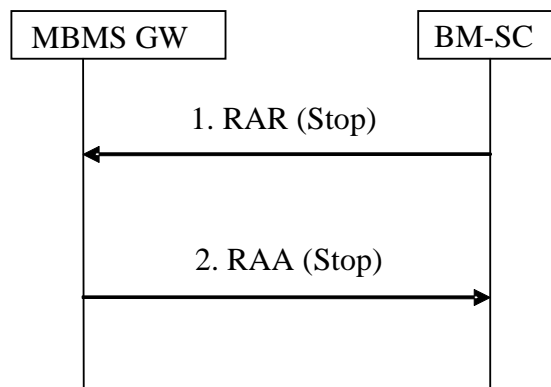 MBMS GW
BM-SC
1. RAR (Stop)
2. RAA (Stop)